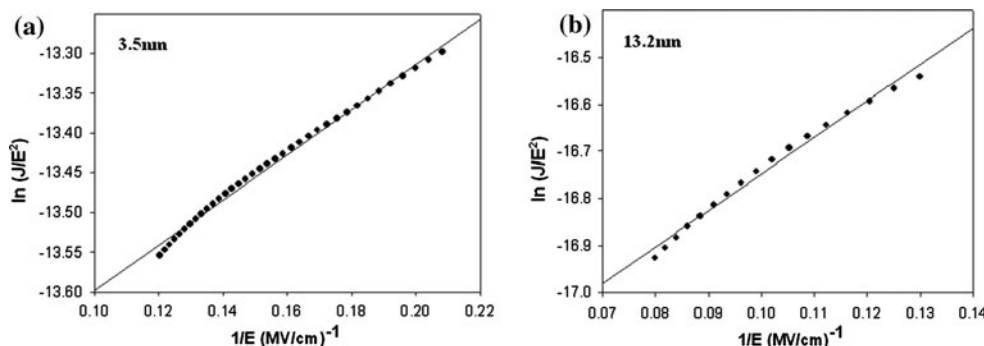 (a)
3.5nm
ln (J/E²)
-13.30
-13.35
-13.40
-13.45
-13.50
-13.55
-13.60
0.10 0.12 0.14 0.16 0.18 0.20 0.22
1/E (MV/cm)⁻¹
(b)
13.2nm
ln (J/E²)
-16.5
-16.6
-16.7
-16.8
-16.9
-17.0
0.07 0.08 0.09 0.10 0.11 0.12 0.13 0.14
1/E (MV/cm)⁻¹